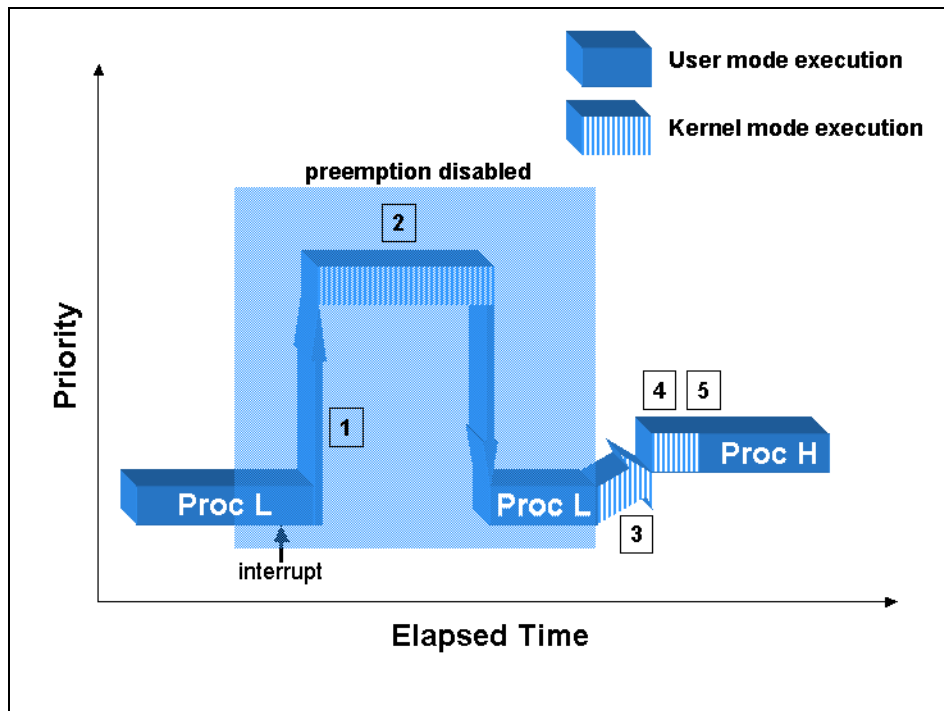 User mode execution
Kernel mode execution
preemption disabled
2
Priority
4 5
1
Proc H
Proc L
Proc L
3
interrupt
Elapsed Time